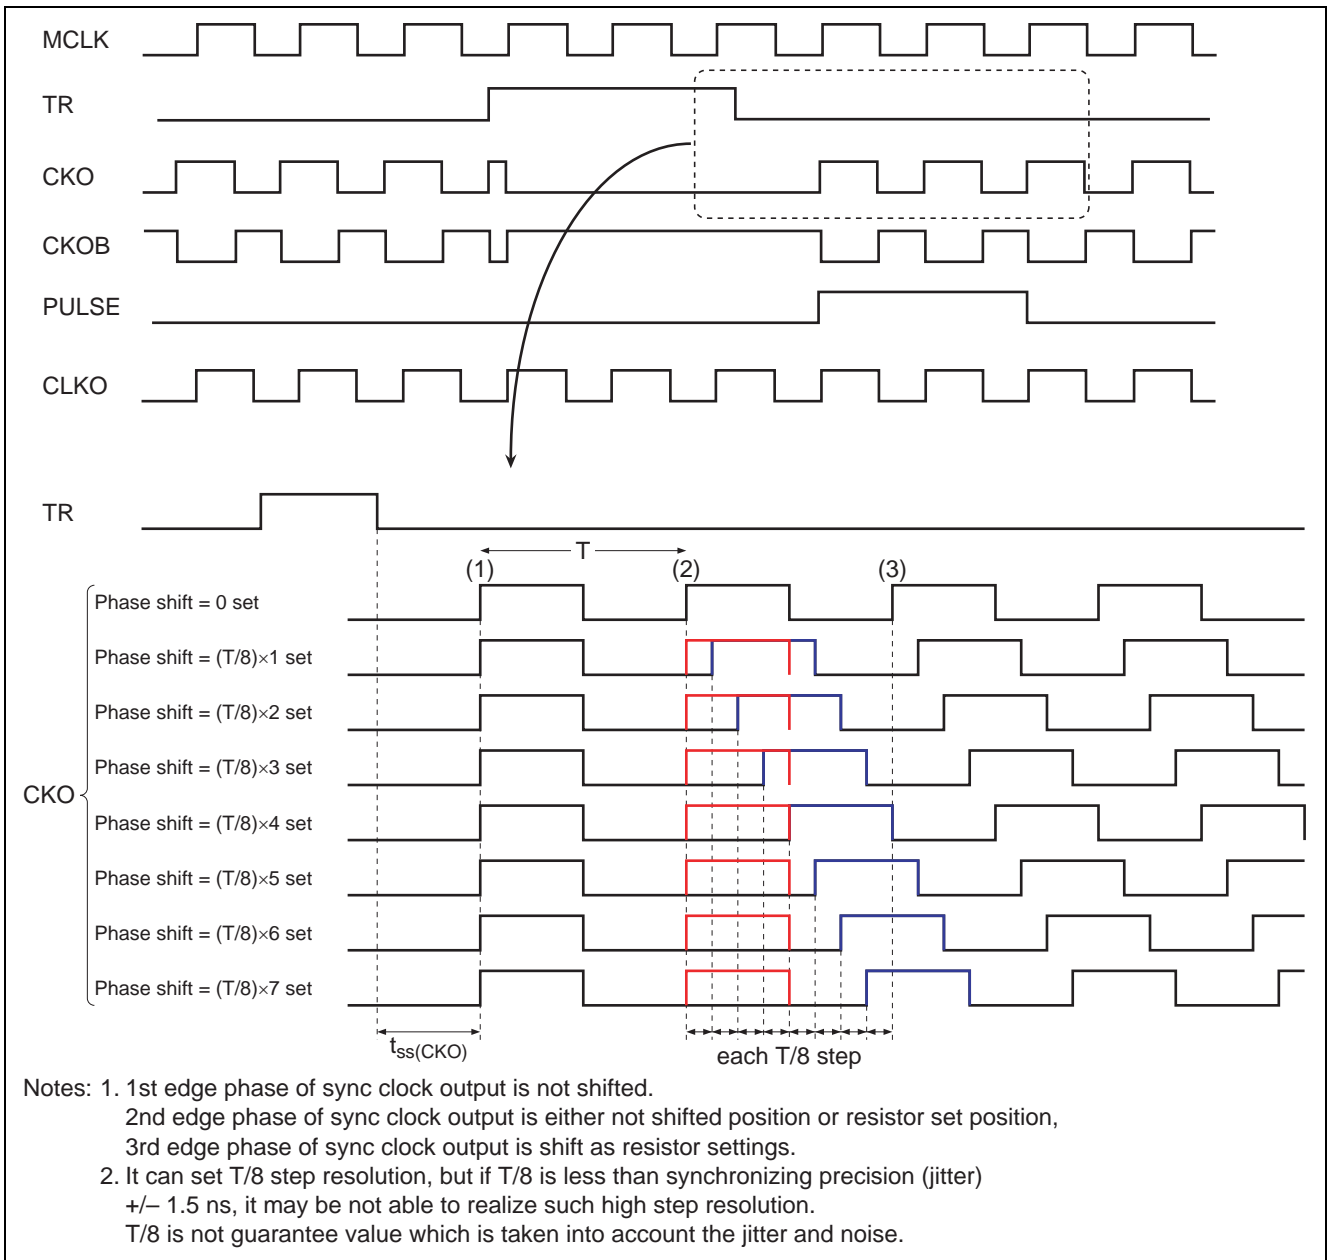 MCLK
TR
CKO
CKOB
PULSE
CLKO
TR
T
(1) (2) (3)
Phase shift = 0 set
Phase shift = (T/8)×1 set
Phase shift = (T/8)×2 set
Phase shift = (T/8)×3 set
CKO
Phase shift = (T/8)×4 set
Phase shift = (T/8)×5 set
Phase shift = (T/8)×6 set
Phase shift = (T/8)×7 set
tss(CKO)
each T/8 step
Notes: 1. 1st edge phase of sync clock output is not shifted.
2nd edge phase of sync clock output is either not shifted position or resistor set position,
3rd edge phase of sync clock output is shift as resistor settings.
2. It can set T/8 step resolution, but if T/8 is less than synchronizing precision (jitter)
+/– 1.5 ns, it may be not able to realize such high step resolution.
T/8 is not guarantee value which is taken into account the jitter and noise.